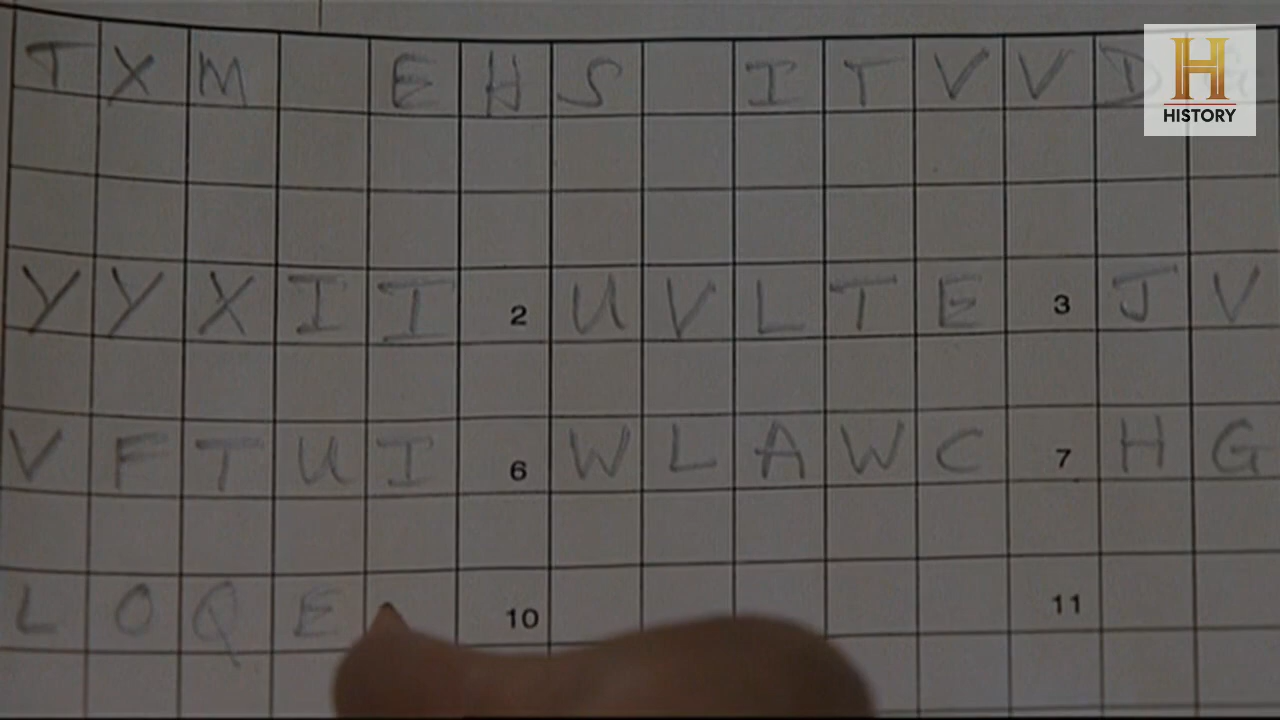 T X M E H S I T V V D
H
HISTORY
Y Y X I I 2 U V L T E 3 J V
V F T U I 6 W L A W C 7 H G
L O Q E 10 11